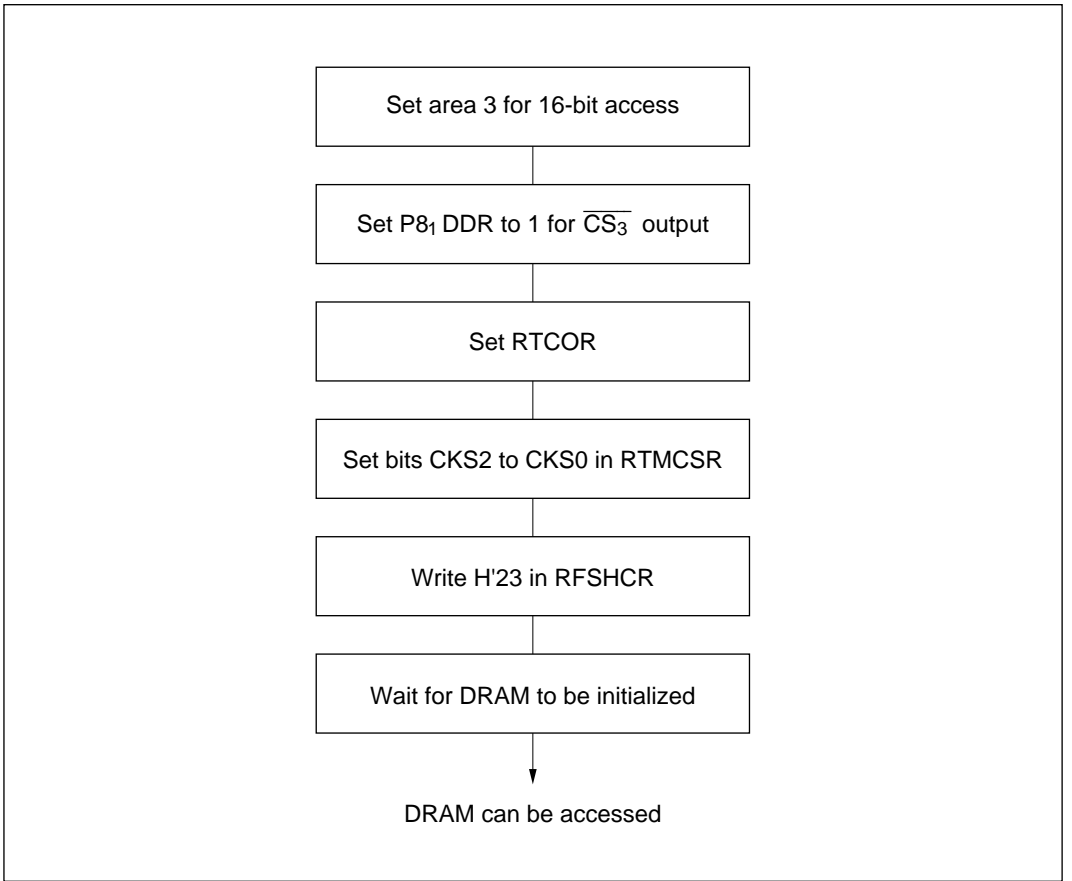 Set area 3 for 16-bit access
Set P8₁ DDR to 1 for C̅S̅₃̅ output
Set RTCOR
Set bits CKS2 to CKS0 in RTMCSR
Write H'23 in RFSHCR
Wait for DRAM to be initialized
DRAM can be accessed